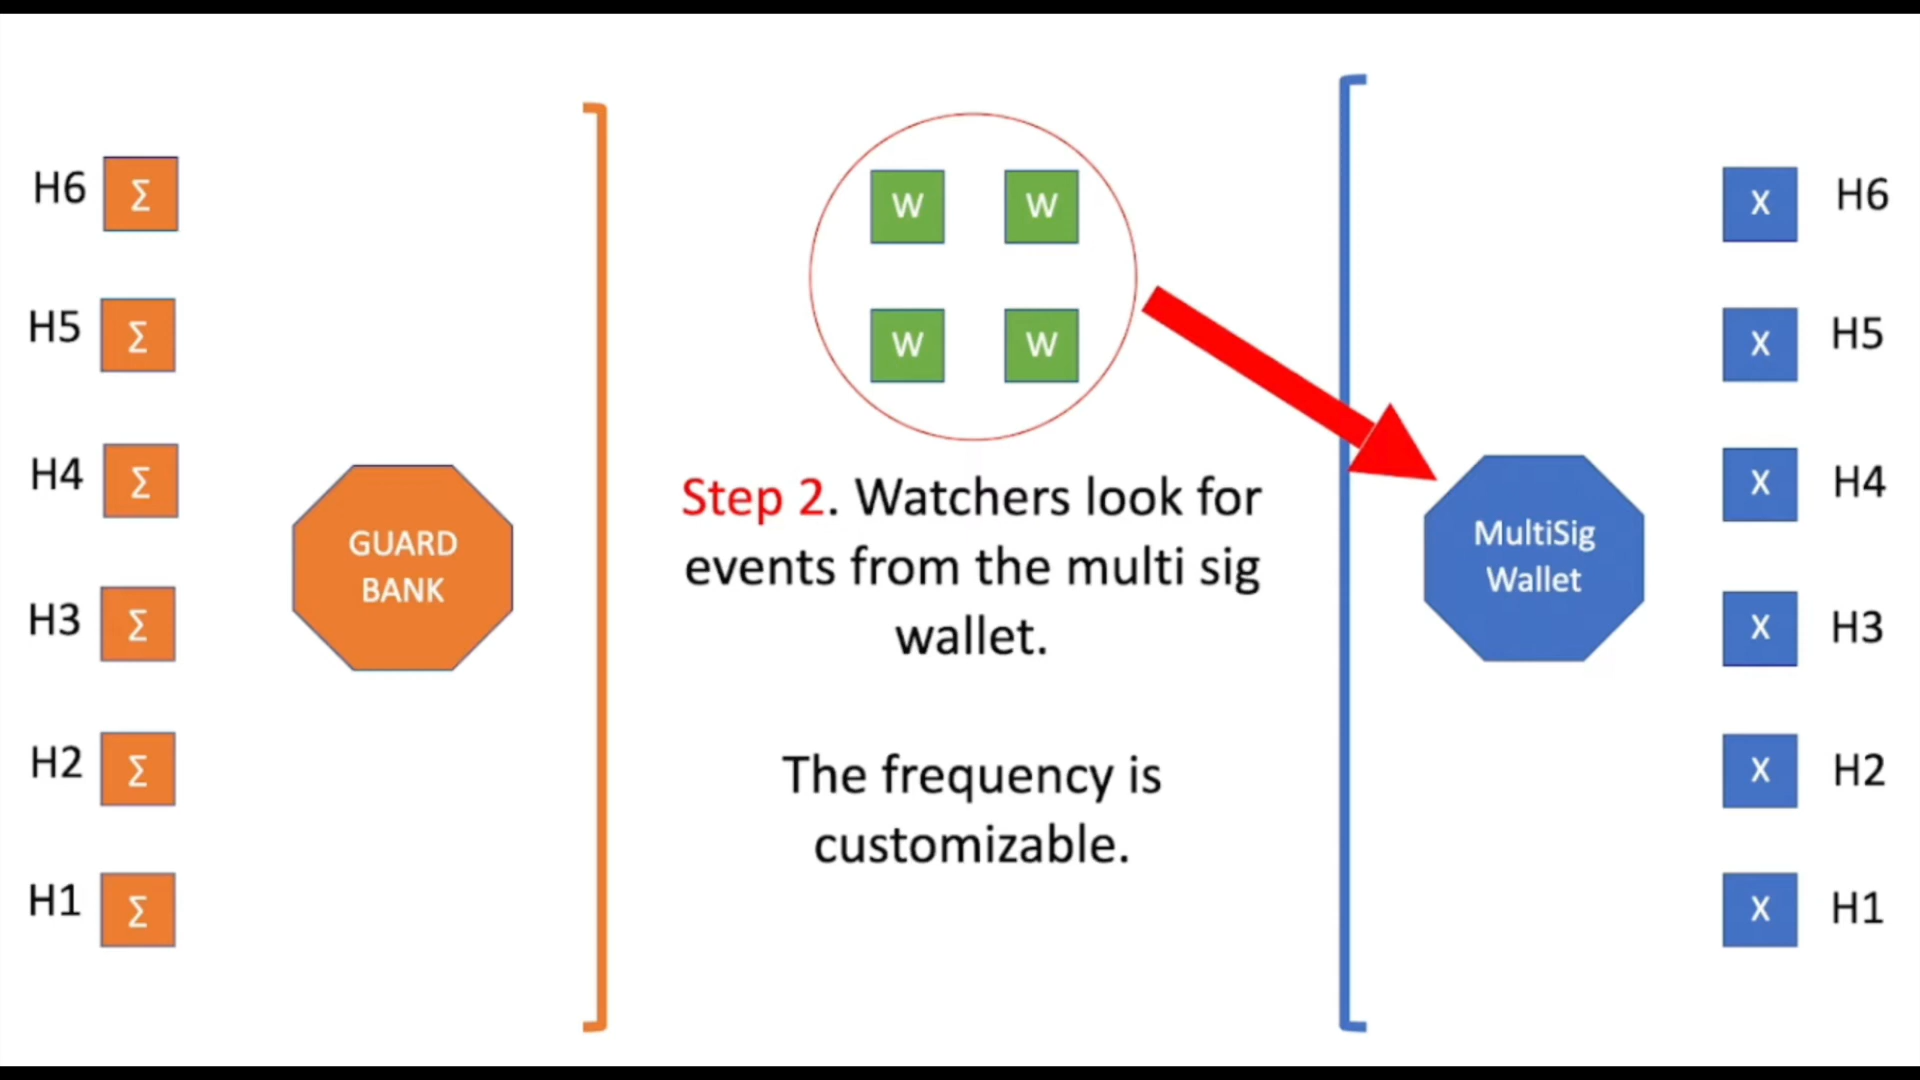 H6 Σ
H5 Σ
H4 Σ
H3 Σ
H2 Σ
H1 Σ
GUARD
BANK
W W
W W
Step 2. Watchers look for
events from the multi sig
wallet.
The frequency is
customizable.
MultiSig
Wallet
X H6
X H5
X H4
X H3
X H2
X H1